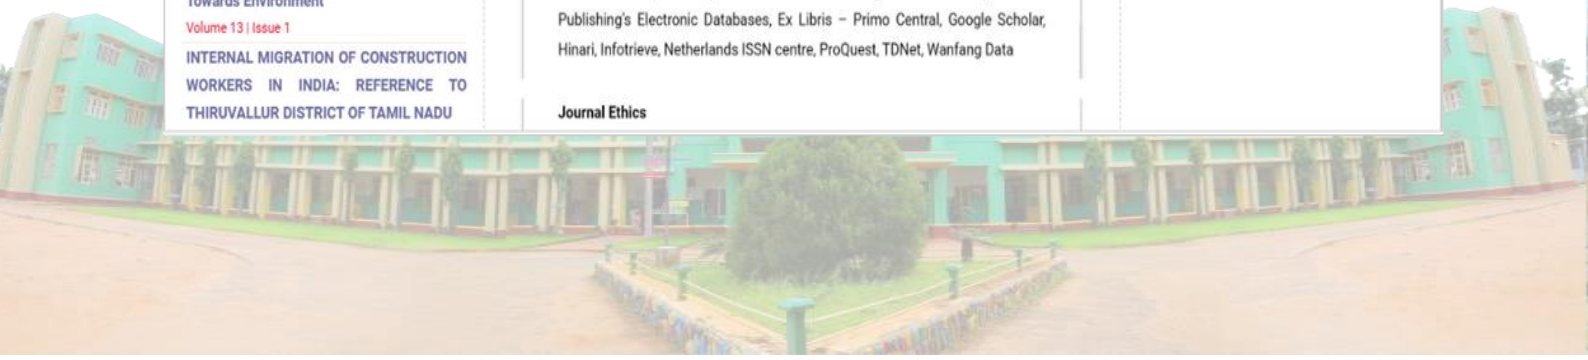 Towards Environment
Volume 13 | Issue 1
INTERNAL MIGRATION OF CONSTRUCTION
WORKERS IN INDIA: REFERENCE TO
THIRUVALLUR DISTRICT OF TAMIL NADU
Publishing's Electronic Databases, Ex Libris – Primo Central, Google Scholar,
Hinari, Infotrieve, Netherlands ISSN centre, ProQuest, TDNet, Wanfang Data
Journal Ethics